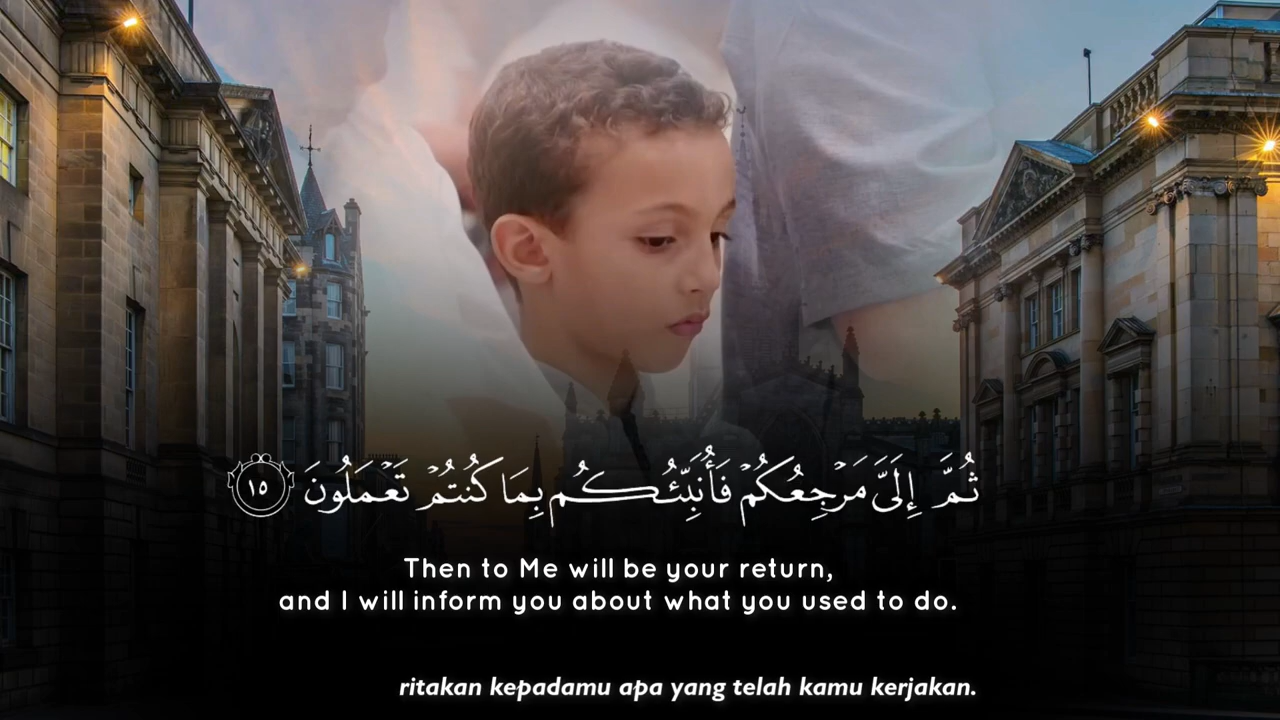 ثُمَّ إِلَىَّ مَرْجِعُكُمْ فَأُنَبِّئُكُم بِمَا كُنتُمْ تَعْمَلُونَ ١٥
Then to Me will be your return,
and I will inform you about what you used to do.
ritakan kepadamu apa yang telah kamu kerjakan.